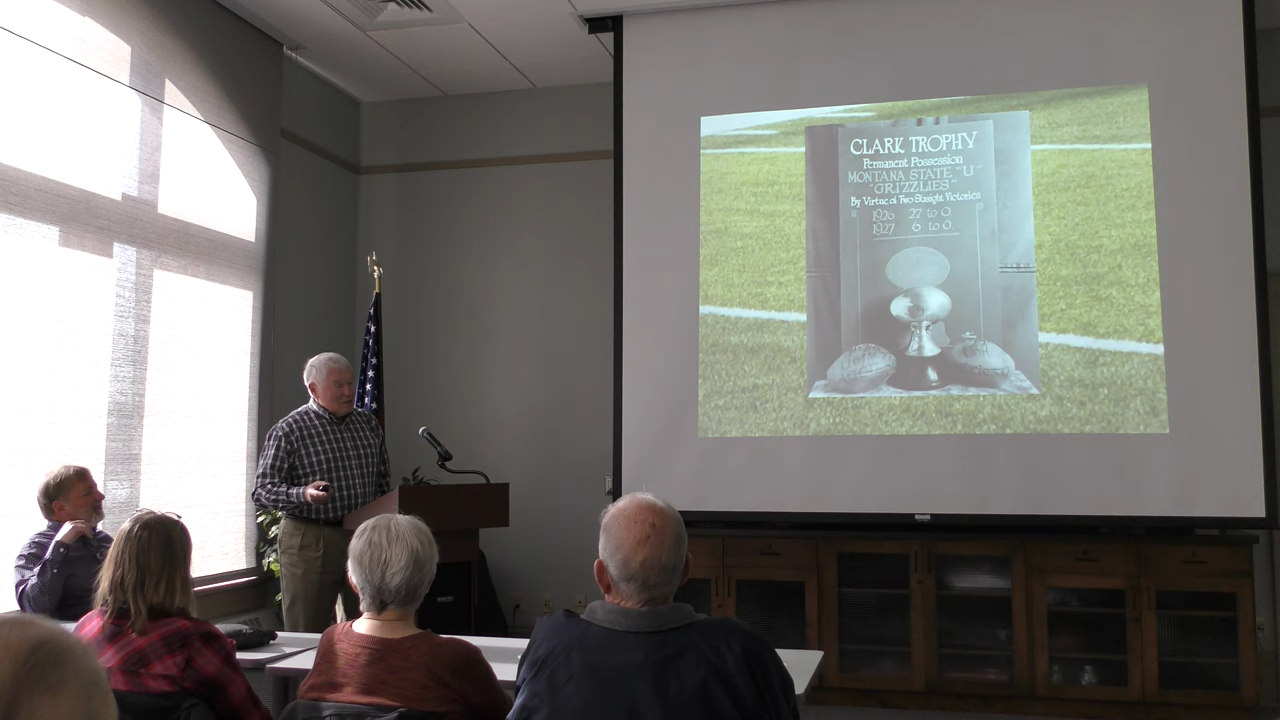 CLARK TROPHY
Permanent Possession
MONTANA STATE "U"
"GRIZZLIES"
By Virtue of Two Straight Victories
1926 27 to 0
1927 6 to 0